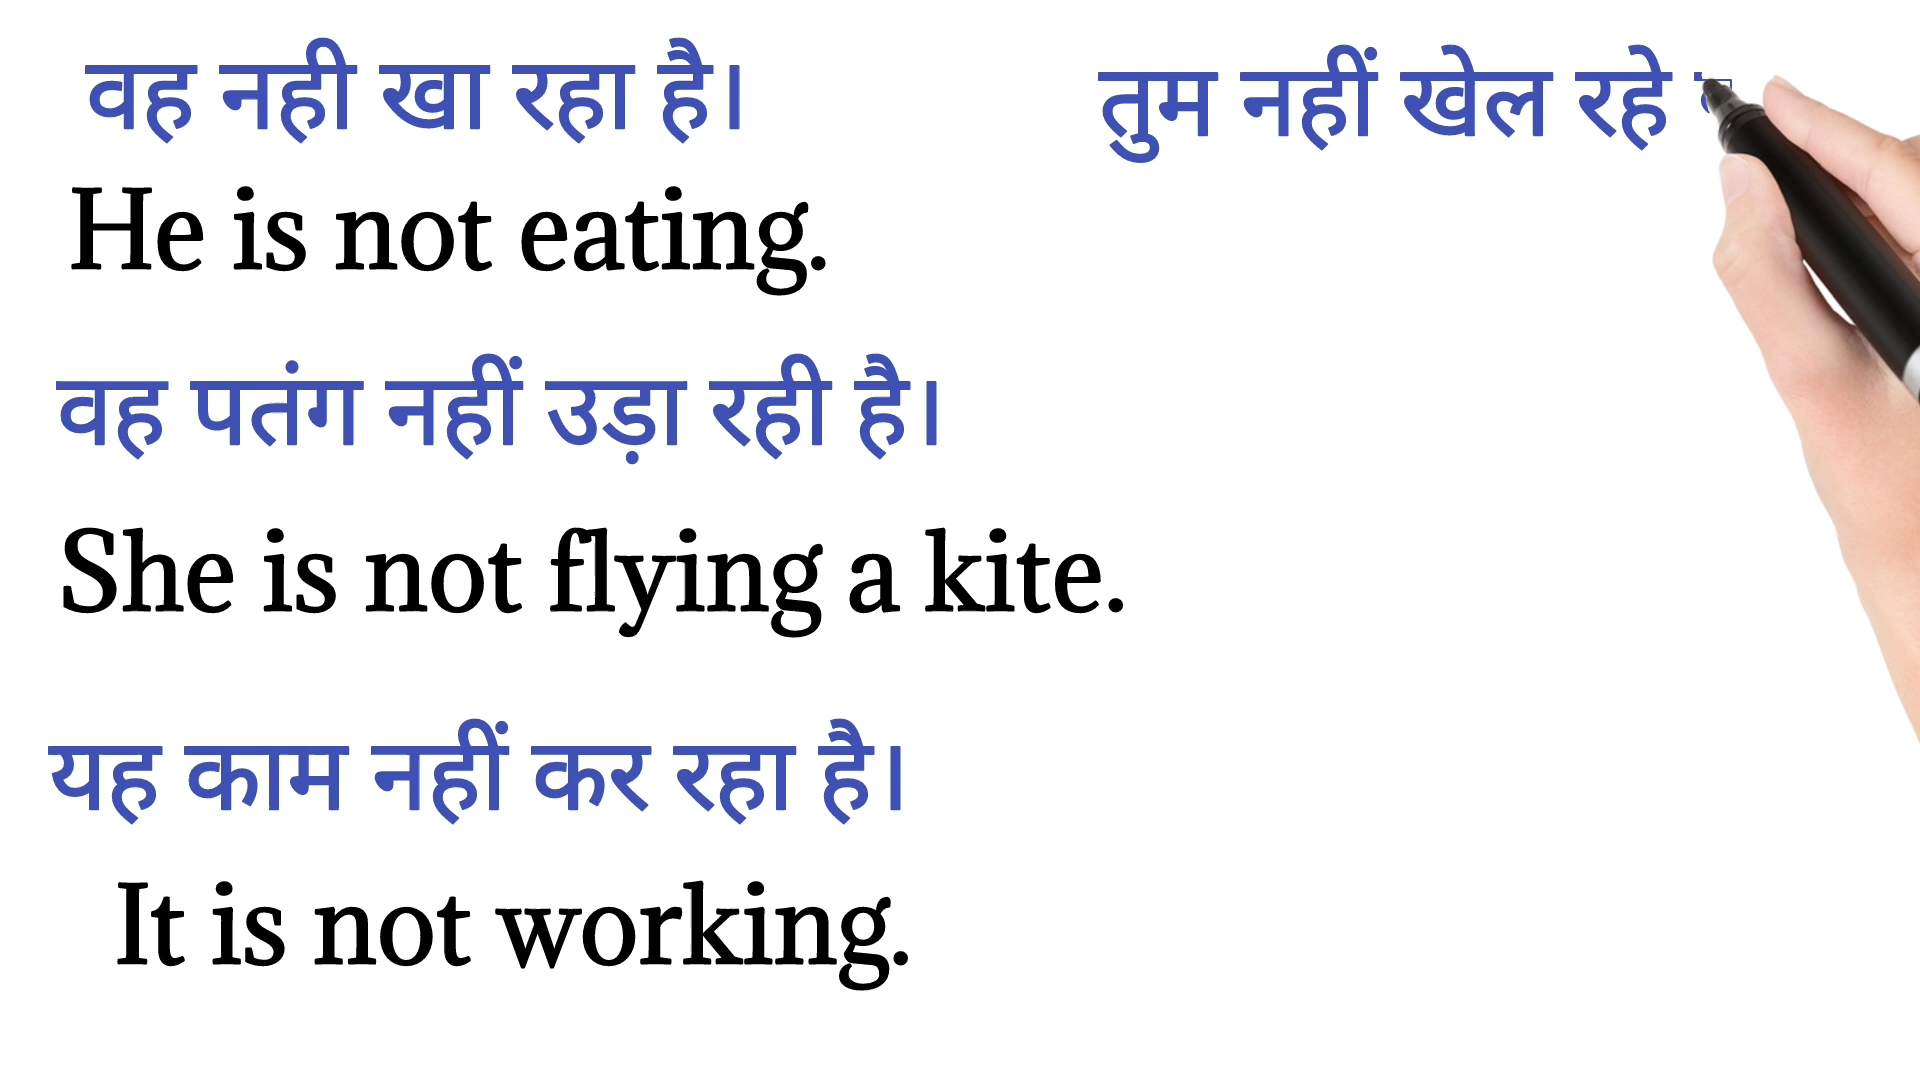 वह नही खा रहा है।
He is not eating.
वह पतंग नहीं उड़ा रही है।
She is not flying a kite.
यह काम नहीं कर रहा है।
It is not working.
तुम नहीं खेल रहे